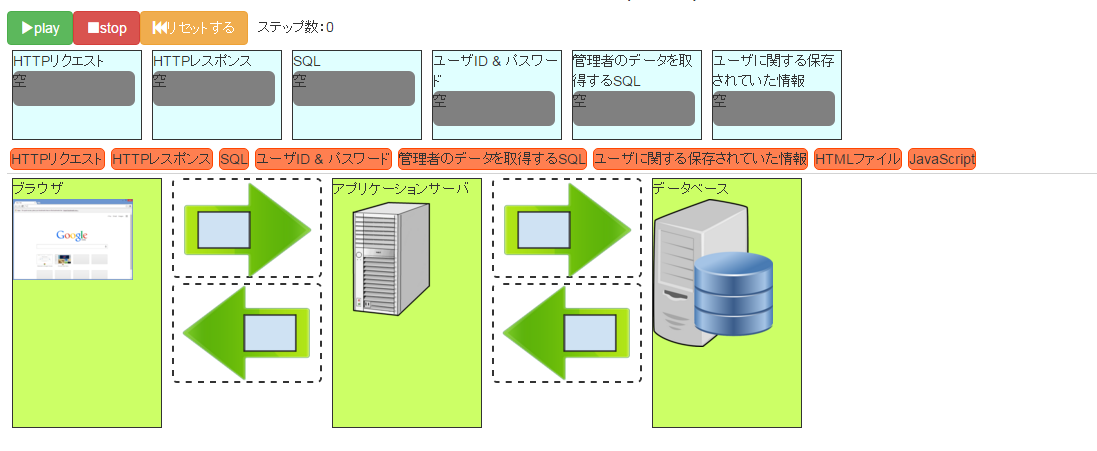 play
stop
リセットする
ステップ数:0
HTTPリクエスト
空
HTTPレスポンス
空
SQL
空
ユーザID & パスワー
ド
空
管理者のデータを取
得するSQL
空
ユーザに関する保存
されていた情報
空
HTTPリクエスト
HTTPレスポンス
SQL
ユーザID & パスワード
管理者のデータを取得するSQL
ユーザに関する保存されていた情報
HTMLファイル
JavaScript
ブラウザ
Google
アプリケーションサーバ
データベース